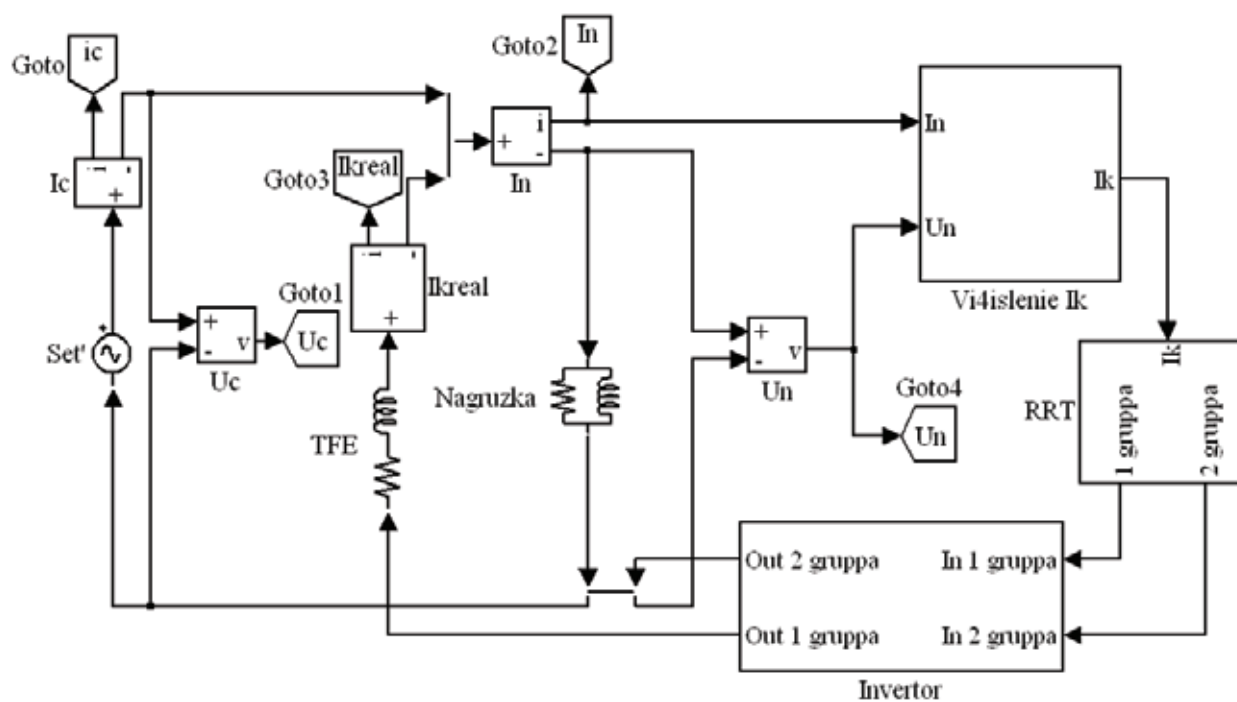 Goto
ic
Goto2
In
i
-
+
Ic
Goto3
Ikreal
+
i
-
In
In
Un
Ik
Vi4islenie Ik
i
-
+
Ikreal
Goto1
Uc
Set'
+
+
-
v
Uc
TFE
Nagruzka
+
-
v
Un
Goto4
Un
Ik
RRT
1 gruppa
2 gruppa
Out 2 gruppa
In 1 gruppa
Out 1 gruppa
In 2 gruppa
Invertor